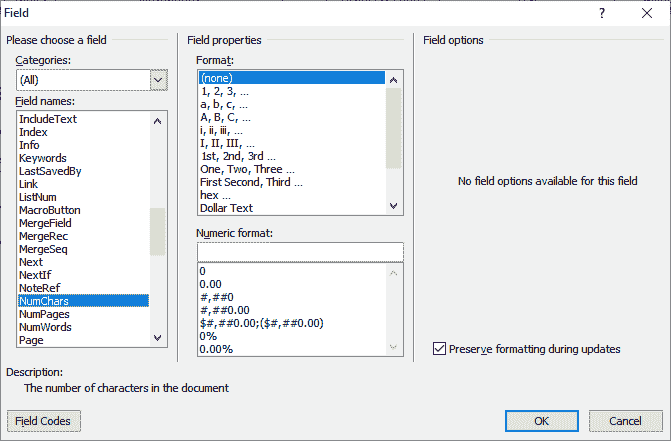 Field
Please choose a field
Categories:
(All)
Field names:
IncludeText
Index
Info
Keywords
LastSavedBy
Link
ListNum
MacroButton
MergeField
MergeRec
MergeSeq
Next
NextIf
NoteRef
NumChars
NumPages
NumWords
Page
Field properties
Format:
(none)
1, 2, 3, ...
a, b, c, ...
A, B, C, ...
i, ii, iii, ...
I, II, III, ...
1st, 2nd, 3rd ...
One, Two, Three ...
First Second, Third ...
hex ...
Dollar Text
Numeric format:
0
0.00
#,##0
#,##0.00
$#,##0.00;($#,##0.00)
0%
0.00%
Field options
No field options available for this field
Preserve formatting during updates
Description:
The number of characters in the document
Field Codes
OK
Cancel